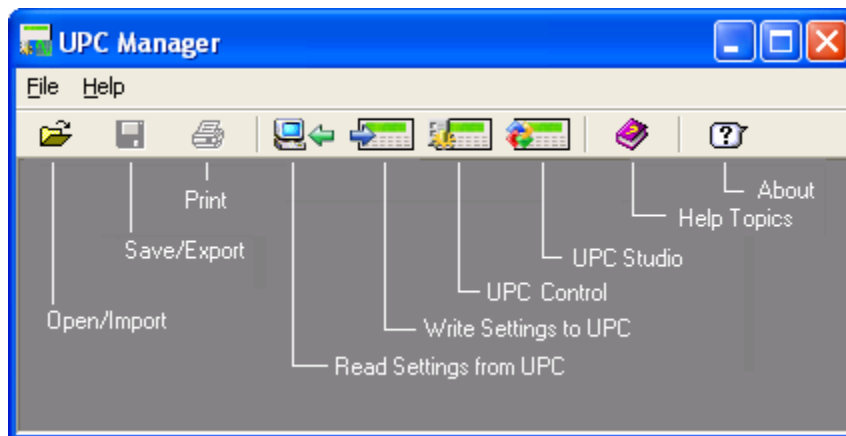 UPC Manager
File Help
Print
About
Help Topics
Save/Export
UPC Studio
UPC Control
Open/Import
Write Settings to UPC
Read Settings from UPC